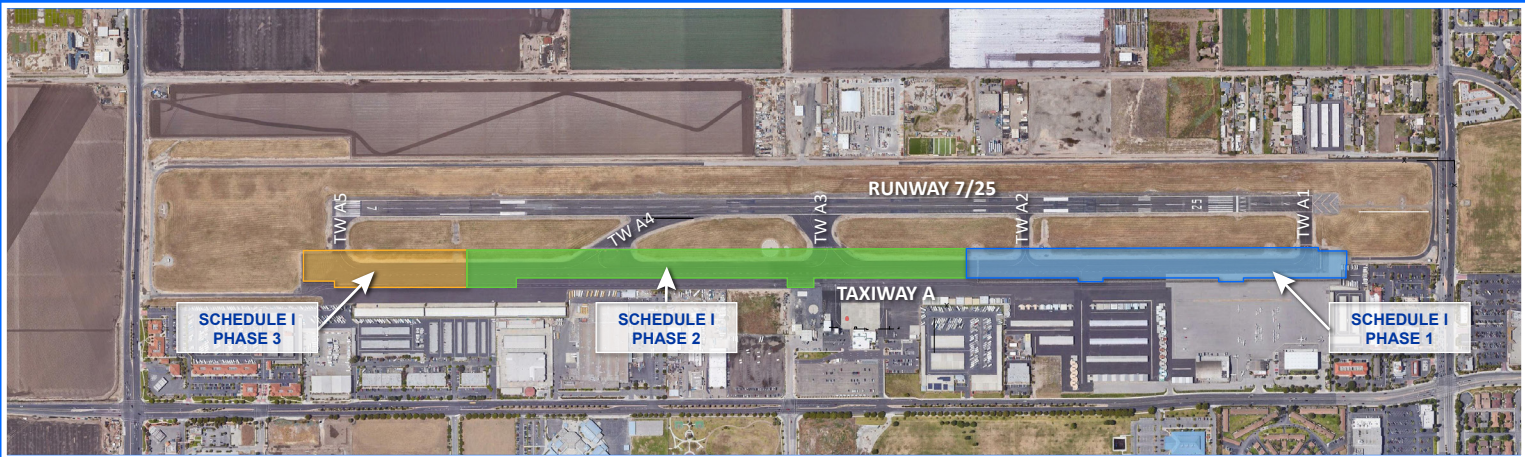 RUNWAY 7/25
TW A5
TW A4
TW A3
TW A2
TW A1
7
25
TAXIWAY A
SCHEDULE I
PHASE 3
SCHEDULE I
PHASE 2
SCHEDULE I
PHASE 1